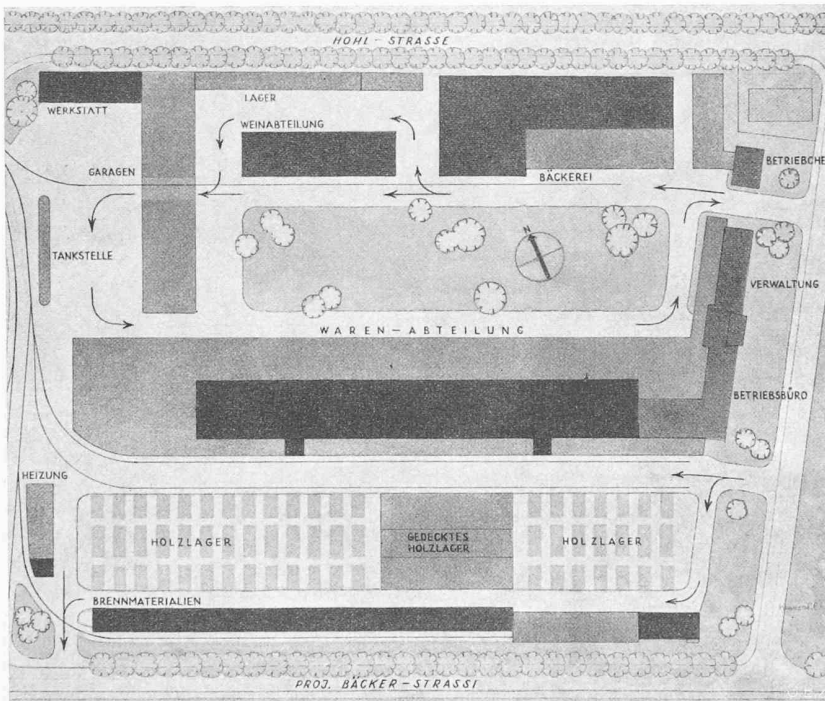 HOHL-STRASSE
LAGER
WERKSTATT
WEINABTEILUNG
BETRIEBCHE
GARAGEN
BÄCKEREI
N
TANKSTELLE
VERWALTUNG
WAREN-ABTEILUNG
BETRIEBSBÜRO
HEIZUNG
HOLZLAGER
GEDECKTES
HOLZLAGER
HOLZLAGER
BRENNMATERIALIEN
PROJ. BÄCKER-STRASSE